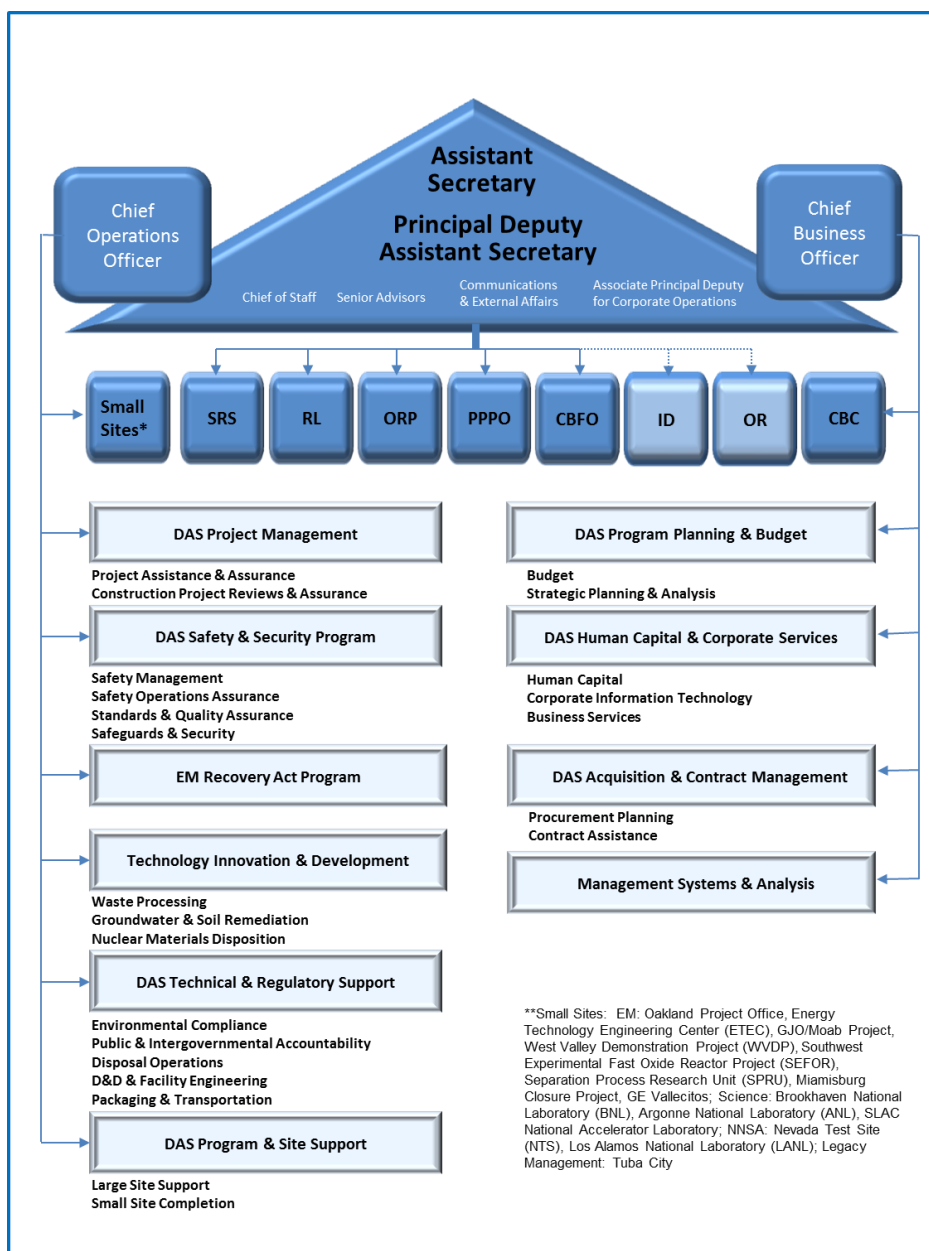 Assistant
Secretary
Principal Deputy
Assistant Secretary
Chief
Operations
Officer
Chief
Business
Officer
Chief of Staff
Senior Advisors
Communications
& External Affairs
Associate Principal Deputy
for Corporate Operations
Small
Sites*
SRS
RL
ORP
PPPO
CBFO
ID
OR
CBC
DAS Project Management
Project Assistance & Assurance
Construction Project Reviews & Assurance
DAS Safety & Security Program
Safety Management
Safety Operations Assurance
Standards & Quality Assurance
Safeguards & Security
EM Recovery Act Program
Technology Innovation & Development
Waste Processing
Groundwater & Soil Remediation
Nuclear Materials Disposition
DAS Technical & Regulatory Support
Environmental Compliance
Public & Intergovernmental Accountability
Disposal Operations
D&D & Facility Engineering
Packaging & Transportation
DAS Program & Site Support
Large Site Support
Small Site Completion
DAS Program Planning & Budget
Budget
Strategic Planning & Analysis
DAS Human Capital & Corporate Services
Human Capital
Corporate Information Technology
Business Services
DAS Acquisition & Contract Management
Procurement Planning
Contract Assistance
Management Systems & Analysis
**Small Sites: EM: Oakland Project Office, Energy
Technology Engineering Center (ETEC), GJO/Moab Project,
West Valley Demonstration Project (WVDP), Southwest
Experimental Fast Oxide Reactor Project (SEFOR),
Separation Process Research Unit (SPRU), Miamisburg
Closure Project, GE Vallecitos; Science: Brookhaven National
Laboratory (BNL), Argonne National Laboratory (ANL), SLAC
National Accelerator Laboratory; NNSA: Nevada Test Site
(NTS), Los Alamos National Laboratory (LANL); Legacy
Management: Tuba City